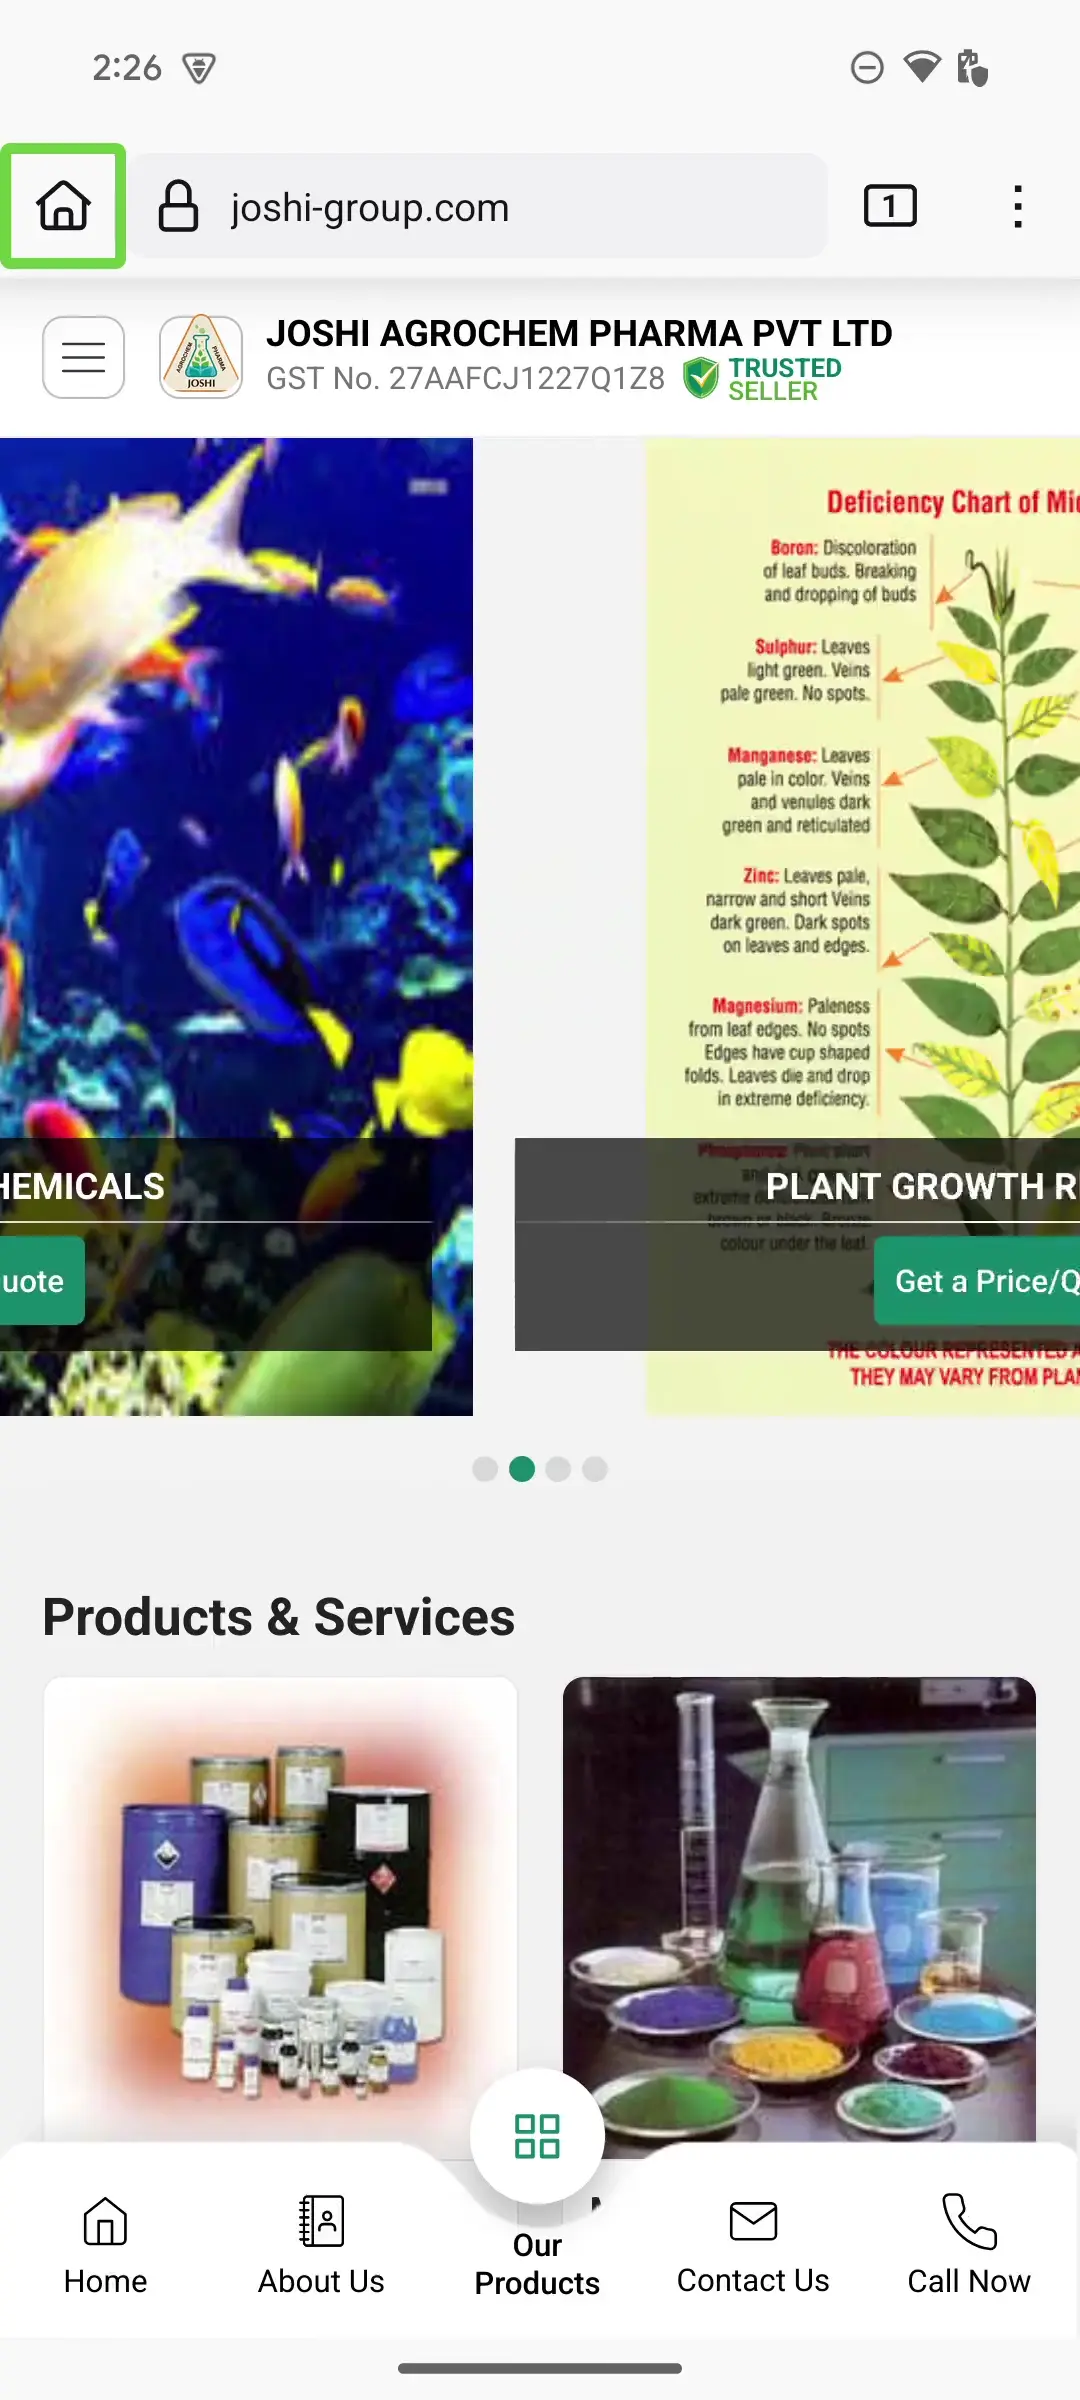 2:26
joshi-group.com
1
JOSHI AGROCHEM PHARMA PVT LTD
GST No. 27AAFCJ1227Q1Z8
TRUSTED
SELLER
AGROCHEM
PHARMA
JOSHI
Deficiency Chart of Mic
Boron: Discoloration
of leaf buds. Breaking
and dropping of buds
Sulphur: Leaves
light green. Veins
pale green. No spots.
Manganese: Leaves
pale in color. Veins
and venules dark
green and reticulated
Zinc: Leaves pale,
narrow and short Veins
dark green. Dark spots
on leaves and edges.
Magnesium: Paleness
from leaf edges. No spots
Edges have cup shaped
folds. Leaves die and drop
in extreme deficiency.
Phosphorus: Plant short
brown or black. Bronze
colour under the leaf.
HEMICALS
uote
PLANT GROWTH R
Get a Price/Q
THE COLOUR REPRESENTED A
THEY MAY VARY FROM PLAN
Products & Services
Home
About Us
Our
Products
Contact Us
Call Now